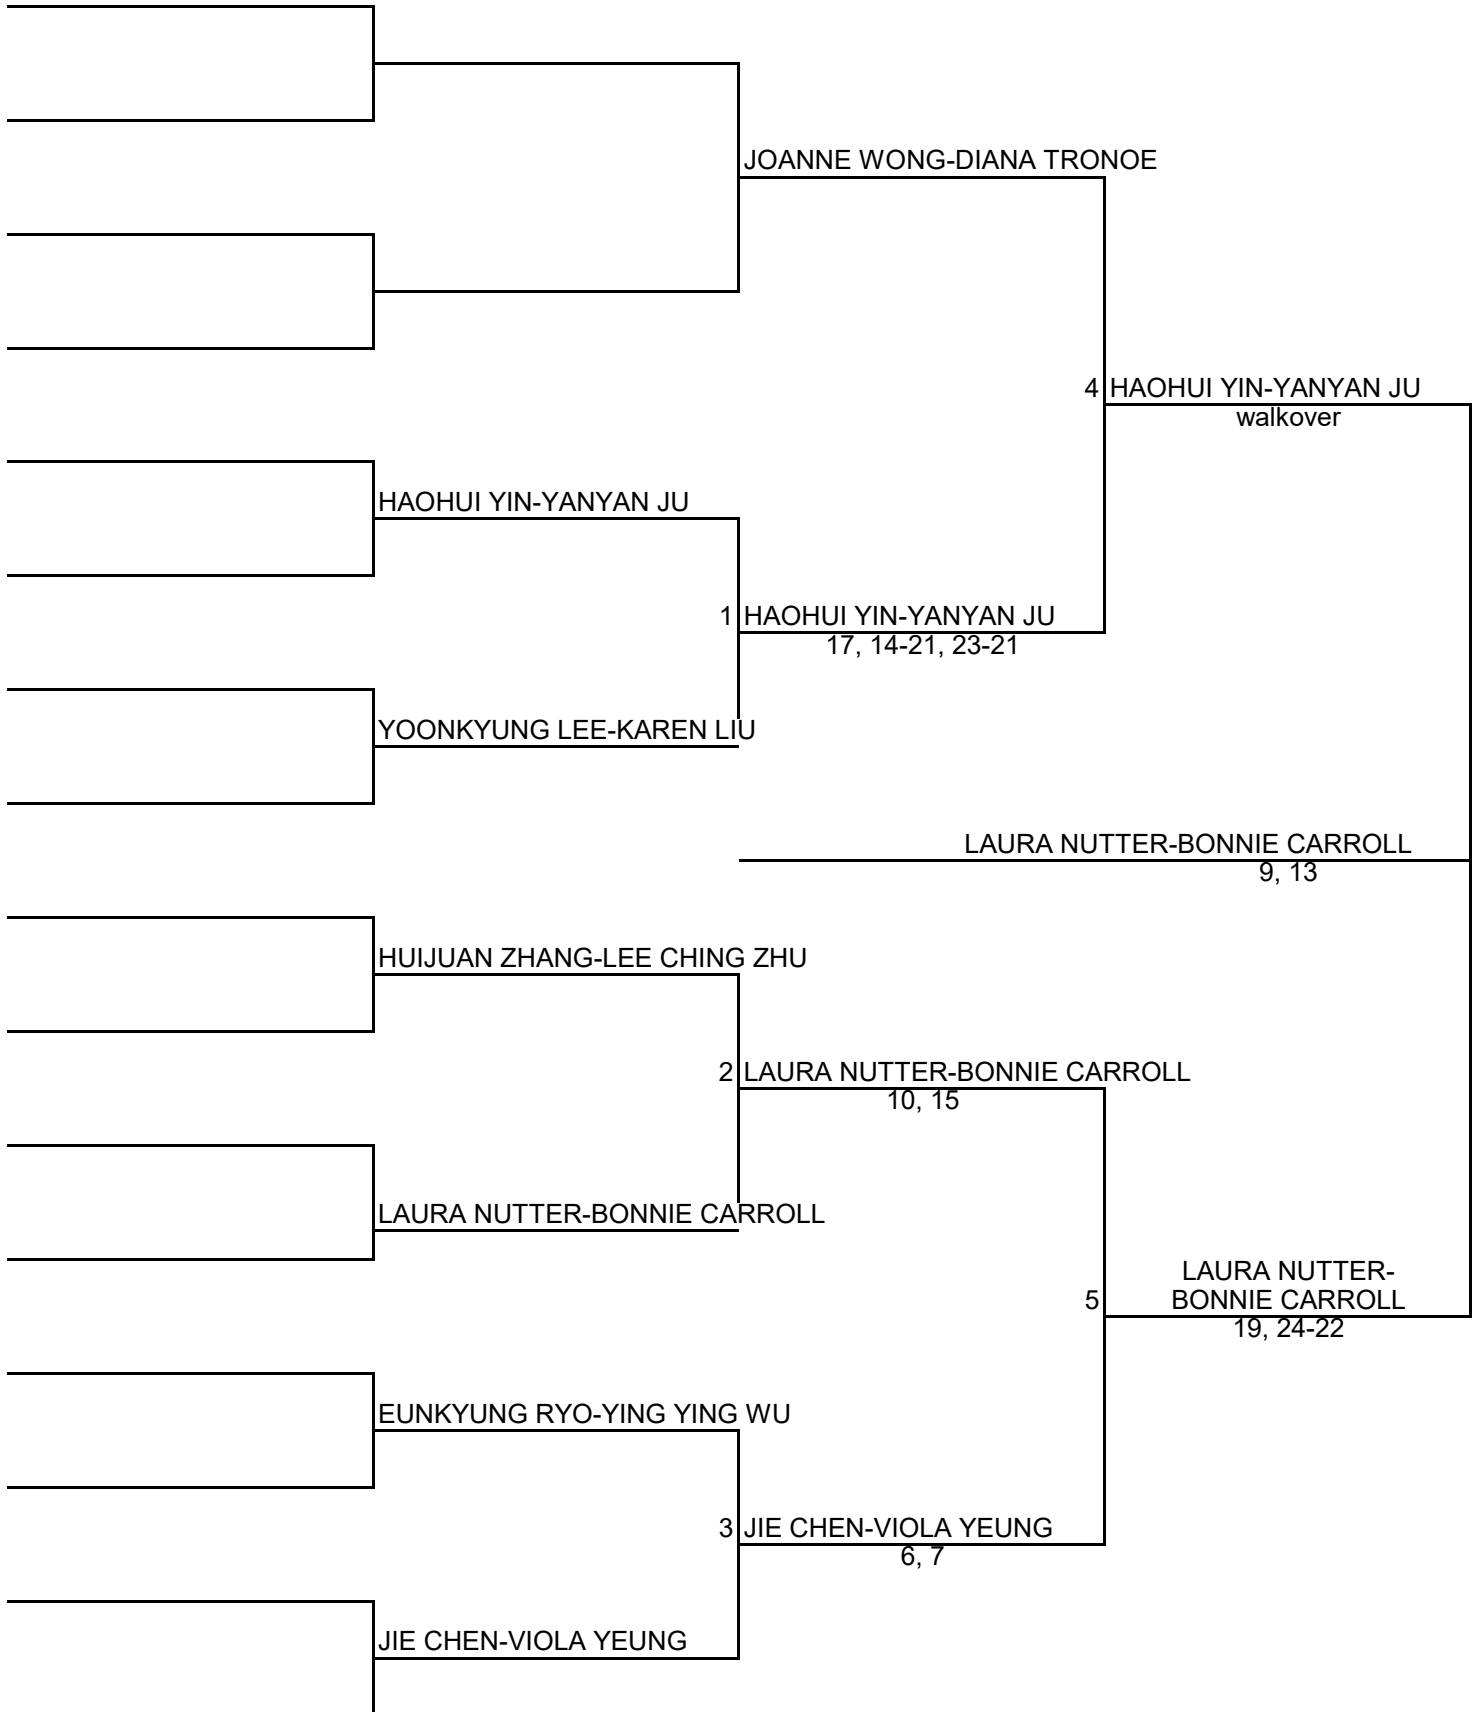 JOANNE WONG-DIANA TRONOE
4 HAOHUI YIN-YANYAN JU
walkover
HAOHUI YIN-YANYAN JU
1 HAOHUI YIN-YANYAN JU
17, 14-21, 23-21
YOONKYUNG LEE-KAREN LIU
LAURA NUTTER-BONNIE CARROLL
9, 13
HUIJUAN ZHANG-LEE CHING ZHU
2 LAURA NUTTER-BONNIE CARROLL
10, 15
LAURA NUTTER-BONNIE CARROLL
LAURA NUTTER-
5 BONNIE CARROLL
19, 24-22
EUNKYUNG RYO-YING YING WU
3 JIE CHEN-VIOLA YEUNG
6, 7
JIE CHEN-VIOLA YEUNG